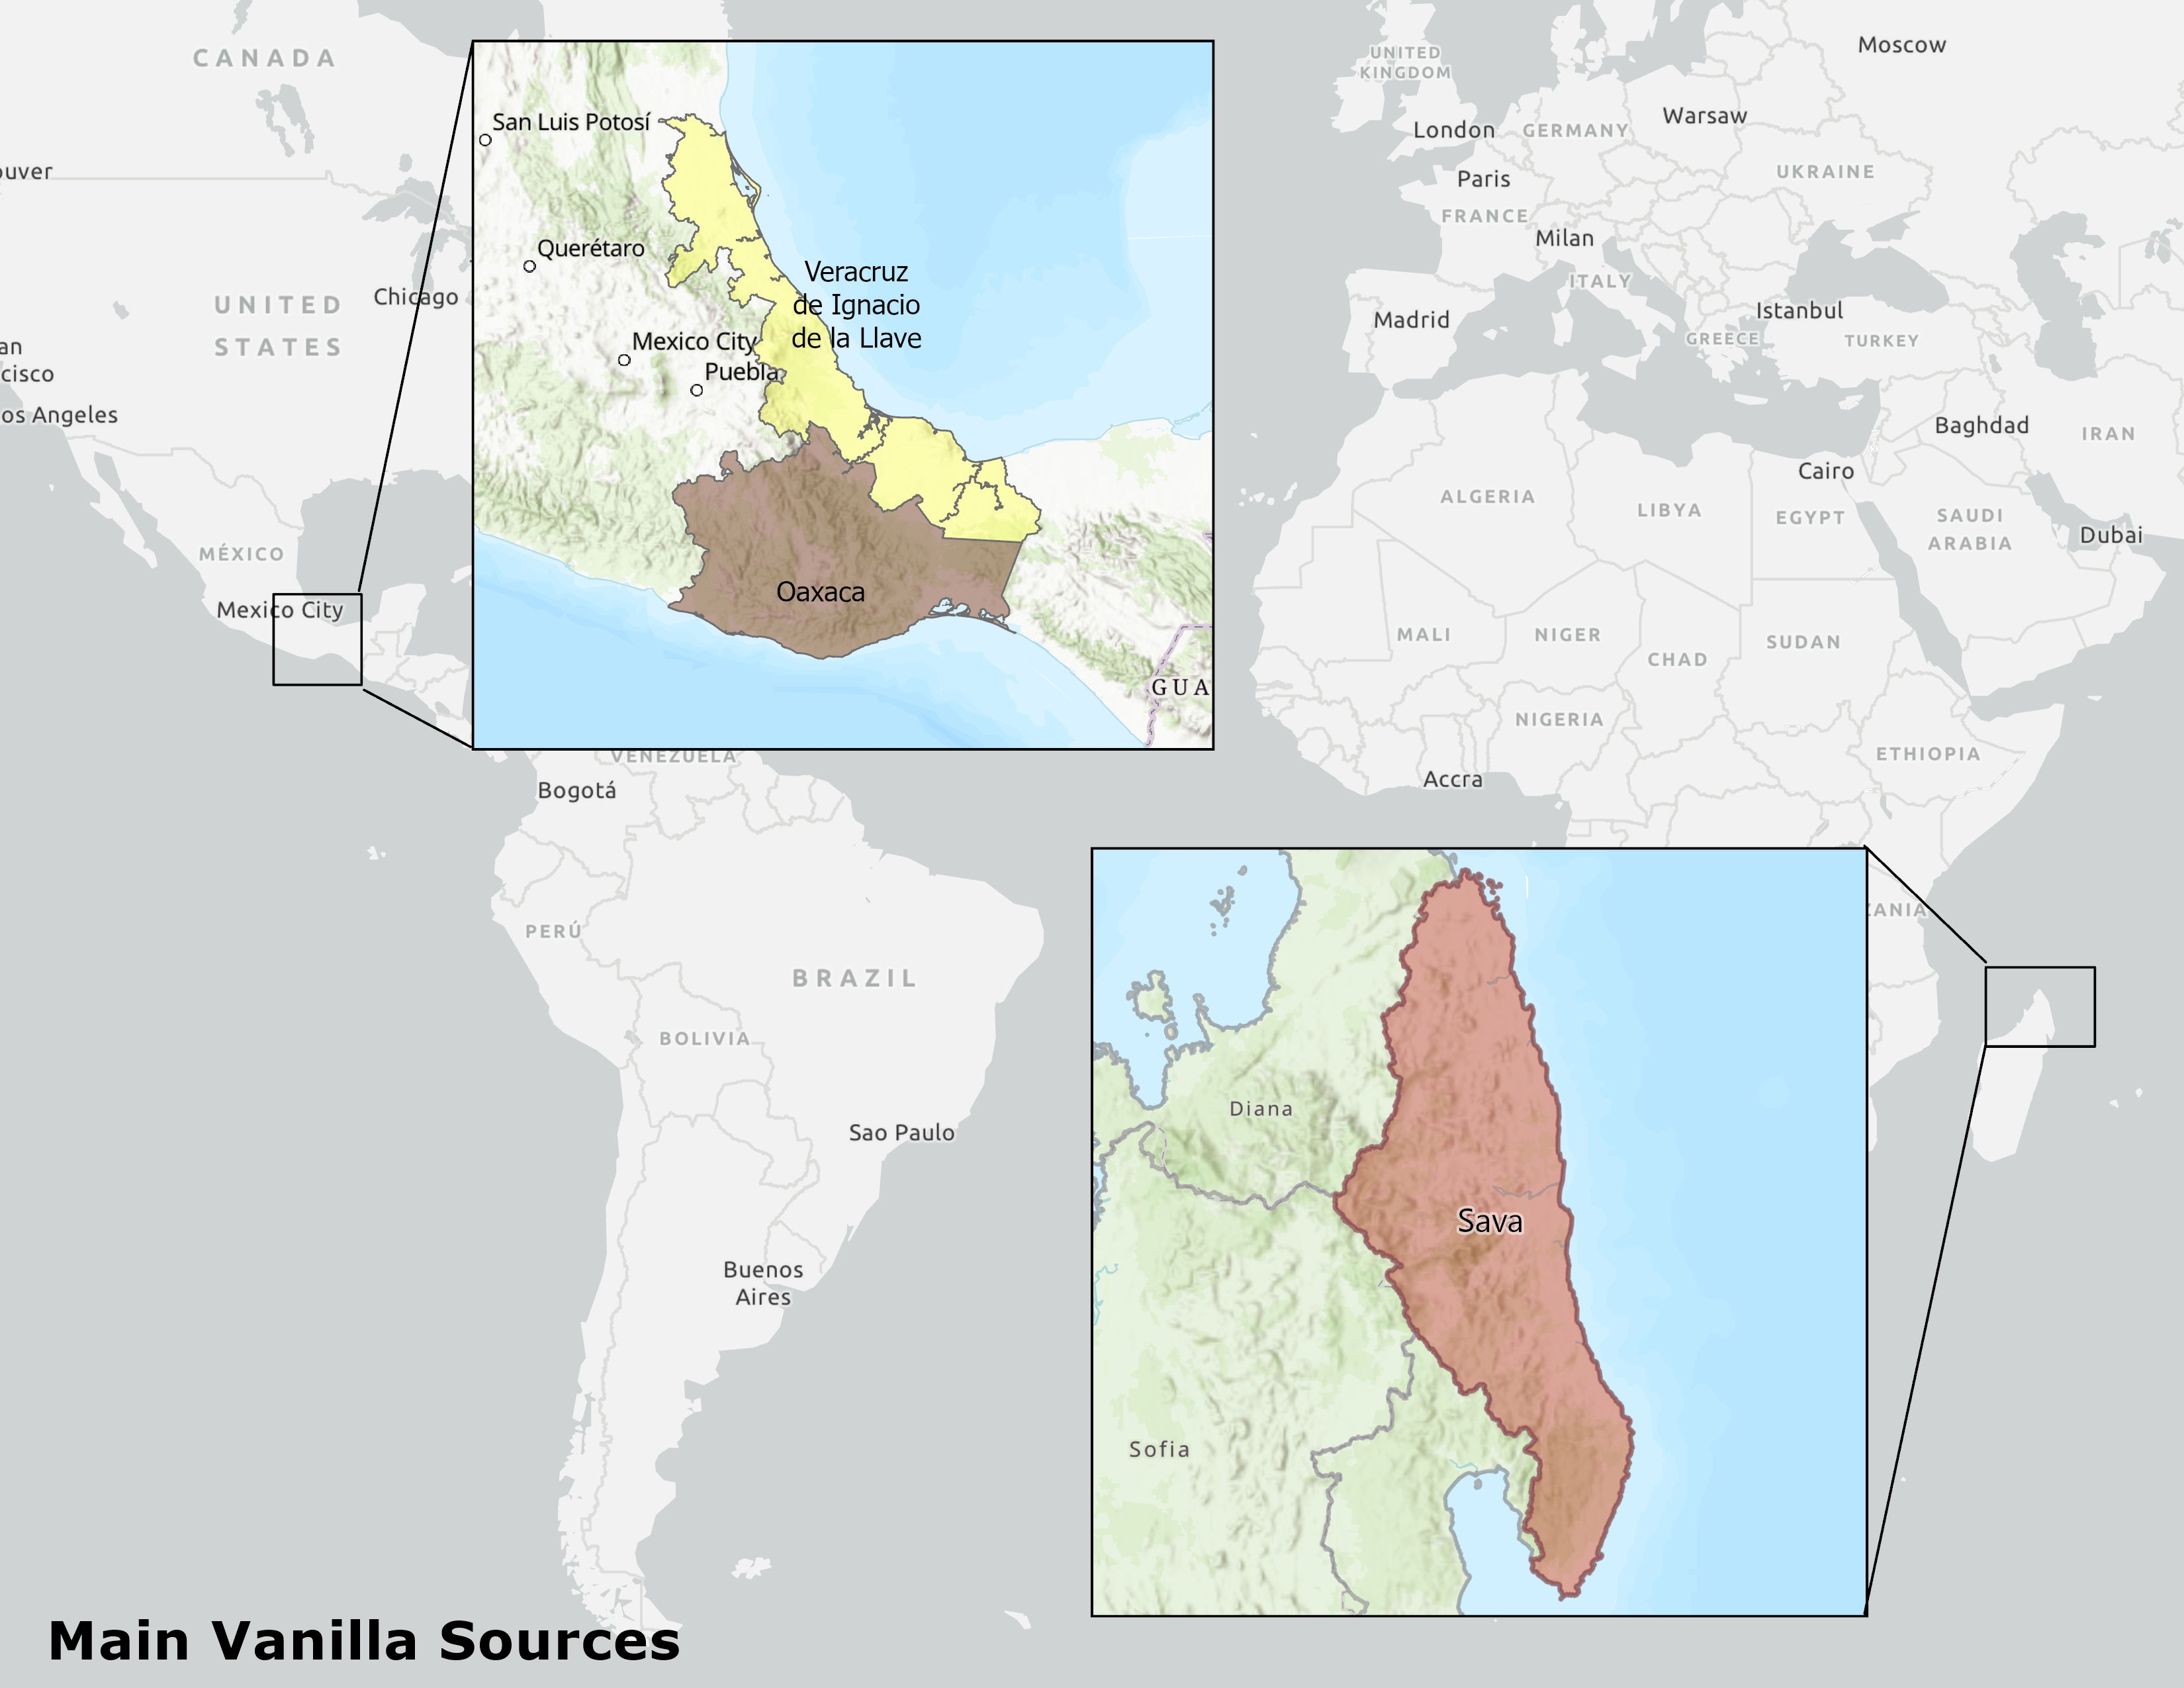 CANADA
ouver
UNITED
STATES
Chicago
an
cisco
os Angeles
MÉXICO
Mexico City
San Luis Potosí
Querétaro
Mexico City
Puebla
Veracruz
de Ignacio
de la Llave
Oaxaca
GUA
UNITED
KINGDOM
Moscow
London
GERMANY
Warsaw
Paris
UKRAINE
FRANCE
Milan
ITALY
Madrid
Istanbul
GREECE
TURKEY
Baghdad
IRAN
Cairo
ALGERIA
LIBYA
EGYPT
SAUDI
ARABIA
Dubai
MALI
NIGER
CHAD
SUDAN
NIGERIA
ETHIOPIA
Accra
VENEZUELA
Bogotá
PERÚ
BRAZIL
BOLIVIA
Sao Paulo
Buenos
Aires
ZANIA
Diana
Sava
Sofia
Main Vanilla Sources